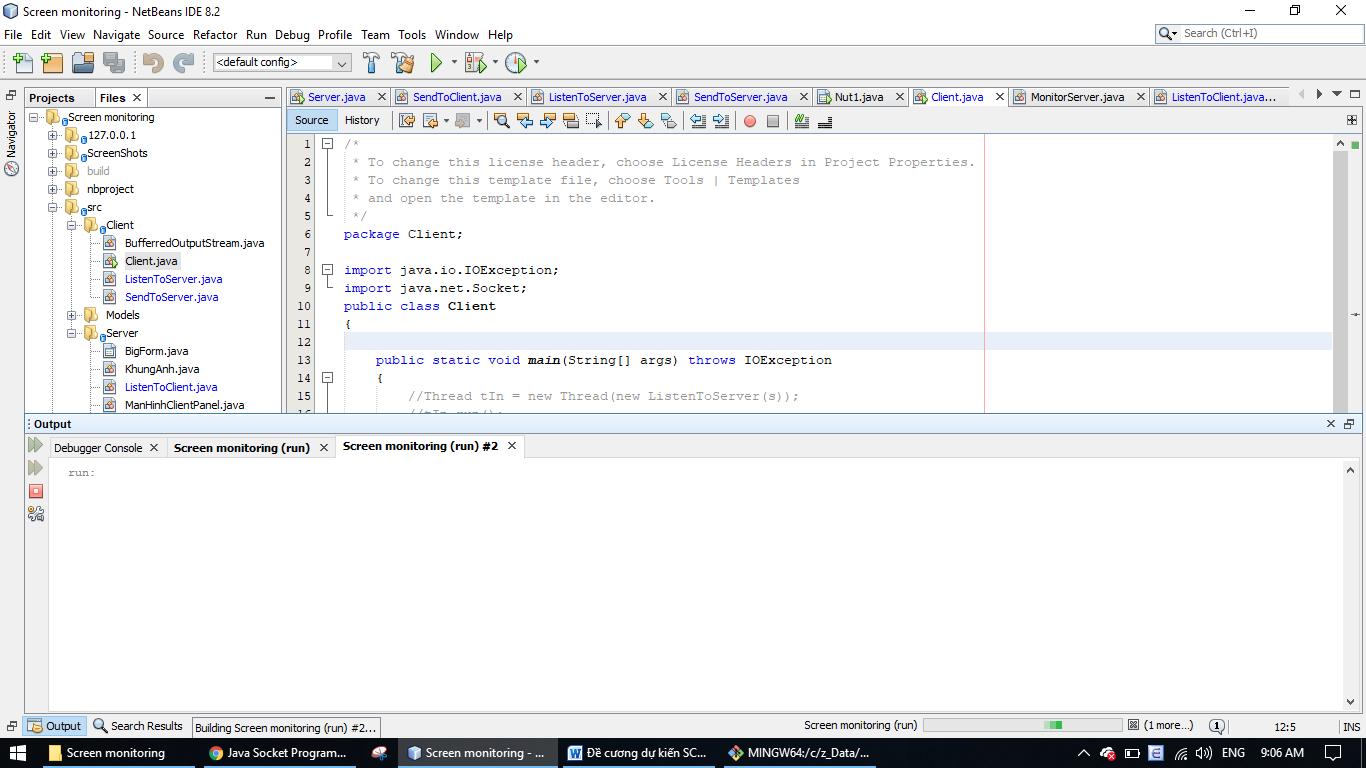 Screen monitoring - NetBeans IDE 8.2
File Edit View Navigate Source Refactor Run Debug Profile Team Tools Window Help
Search (Ctrl+I)
<default config>
Projects Files
Server.java SendToClient.java ListenToServer.java SendToServer.java Nut1.java Client.java MonitorServer.java ListenToClient.java...
Source History
Navigator
Screen monitoring
127.0.0.1
ScreenShots
build
nbproject
src
Client
BufferredOutputStream.java
Client.java
ListenToServer.java
SendToServer.java
Models
Server
BigForm.java
KhungAnh.java
ListenToClient.java
ManHinhClientPanel.java
1 /*
2 * To change this license header, choose License Headers in Project Properties.
3 * To change this template file, choose Tools | Templates
4 * and open the template in the editor.
5 */
6 package Client;
7
8 import java.io.IOException;
9 import java.net.Socket;
10 public class Client
11 {
12
13 public static void main(String[] args) throws IOException
14 {
15 //Thread tIn = new Thread(new ListenToServer(s));
16 //tIn.run();
Output
Debugger Console Screen monitoring (run) Screen monitoring (run) #2
run:
Output Search Results Building Screen monitoring (run) #2... Screen monitoring (run) (1 more...) 1 12:5 INS
Screen monitoring Java Socket Program... Screen monitoring - ... Đề cương dự kiến SC... MINGW64:/c/z_Data/... ENG 9:06 AM